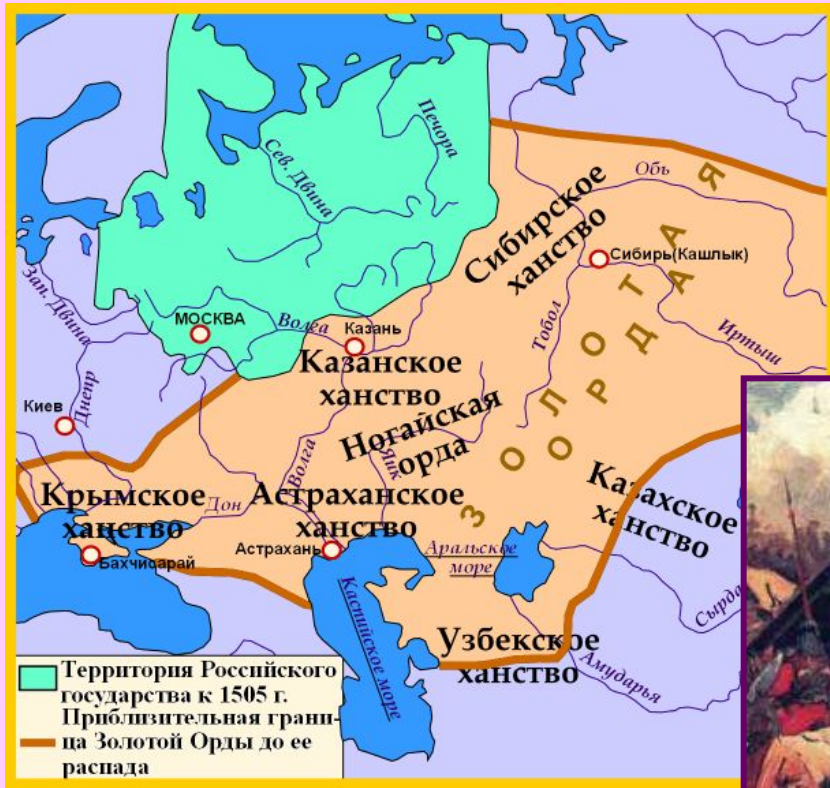 Печора
Сев. Двина
Обь
Сибирское
ханство
Сибирь(Кашлык)
ЗОЛОТАЯ
ОРДА
Зап. Двина
МОСКВА
Волга
Казань
Тобол
Иртыш
Казанское
ханство
Киев
Днепр
Ногайская
орда
Волга
Яик
Казахское
ханство
Крымское
ханство
Дон
Астраханское
ханство
Астрахань
Бахчисарай
Аральское
море
Каспийское море
Сырда
Узбекское
ханство
Амударья
Территория Российского
государства к 1505 г.
Приблизительная грани-
ца Золотой Орды до ее
распада